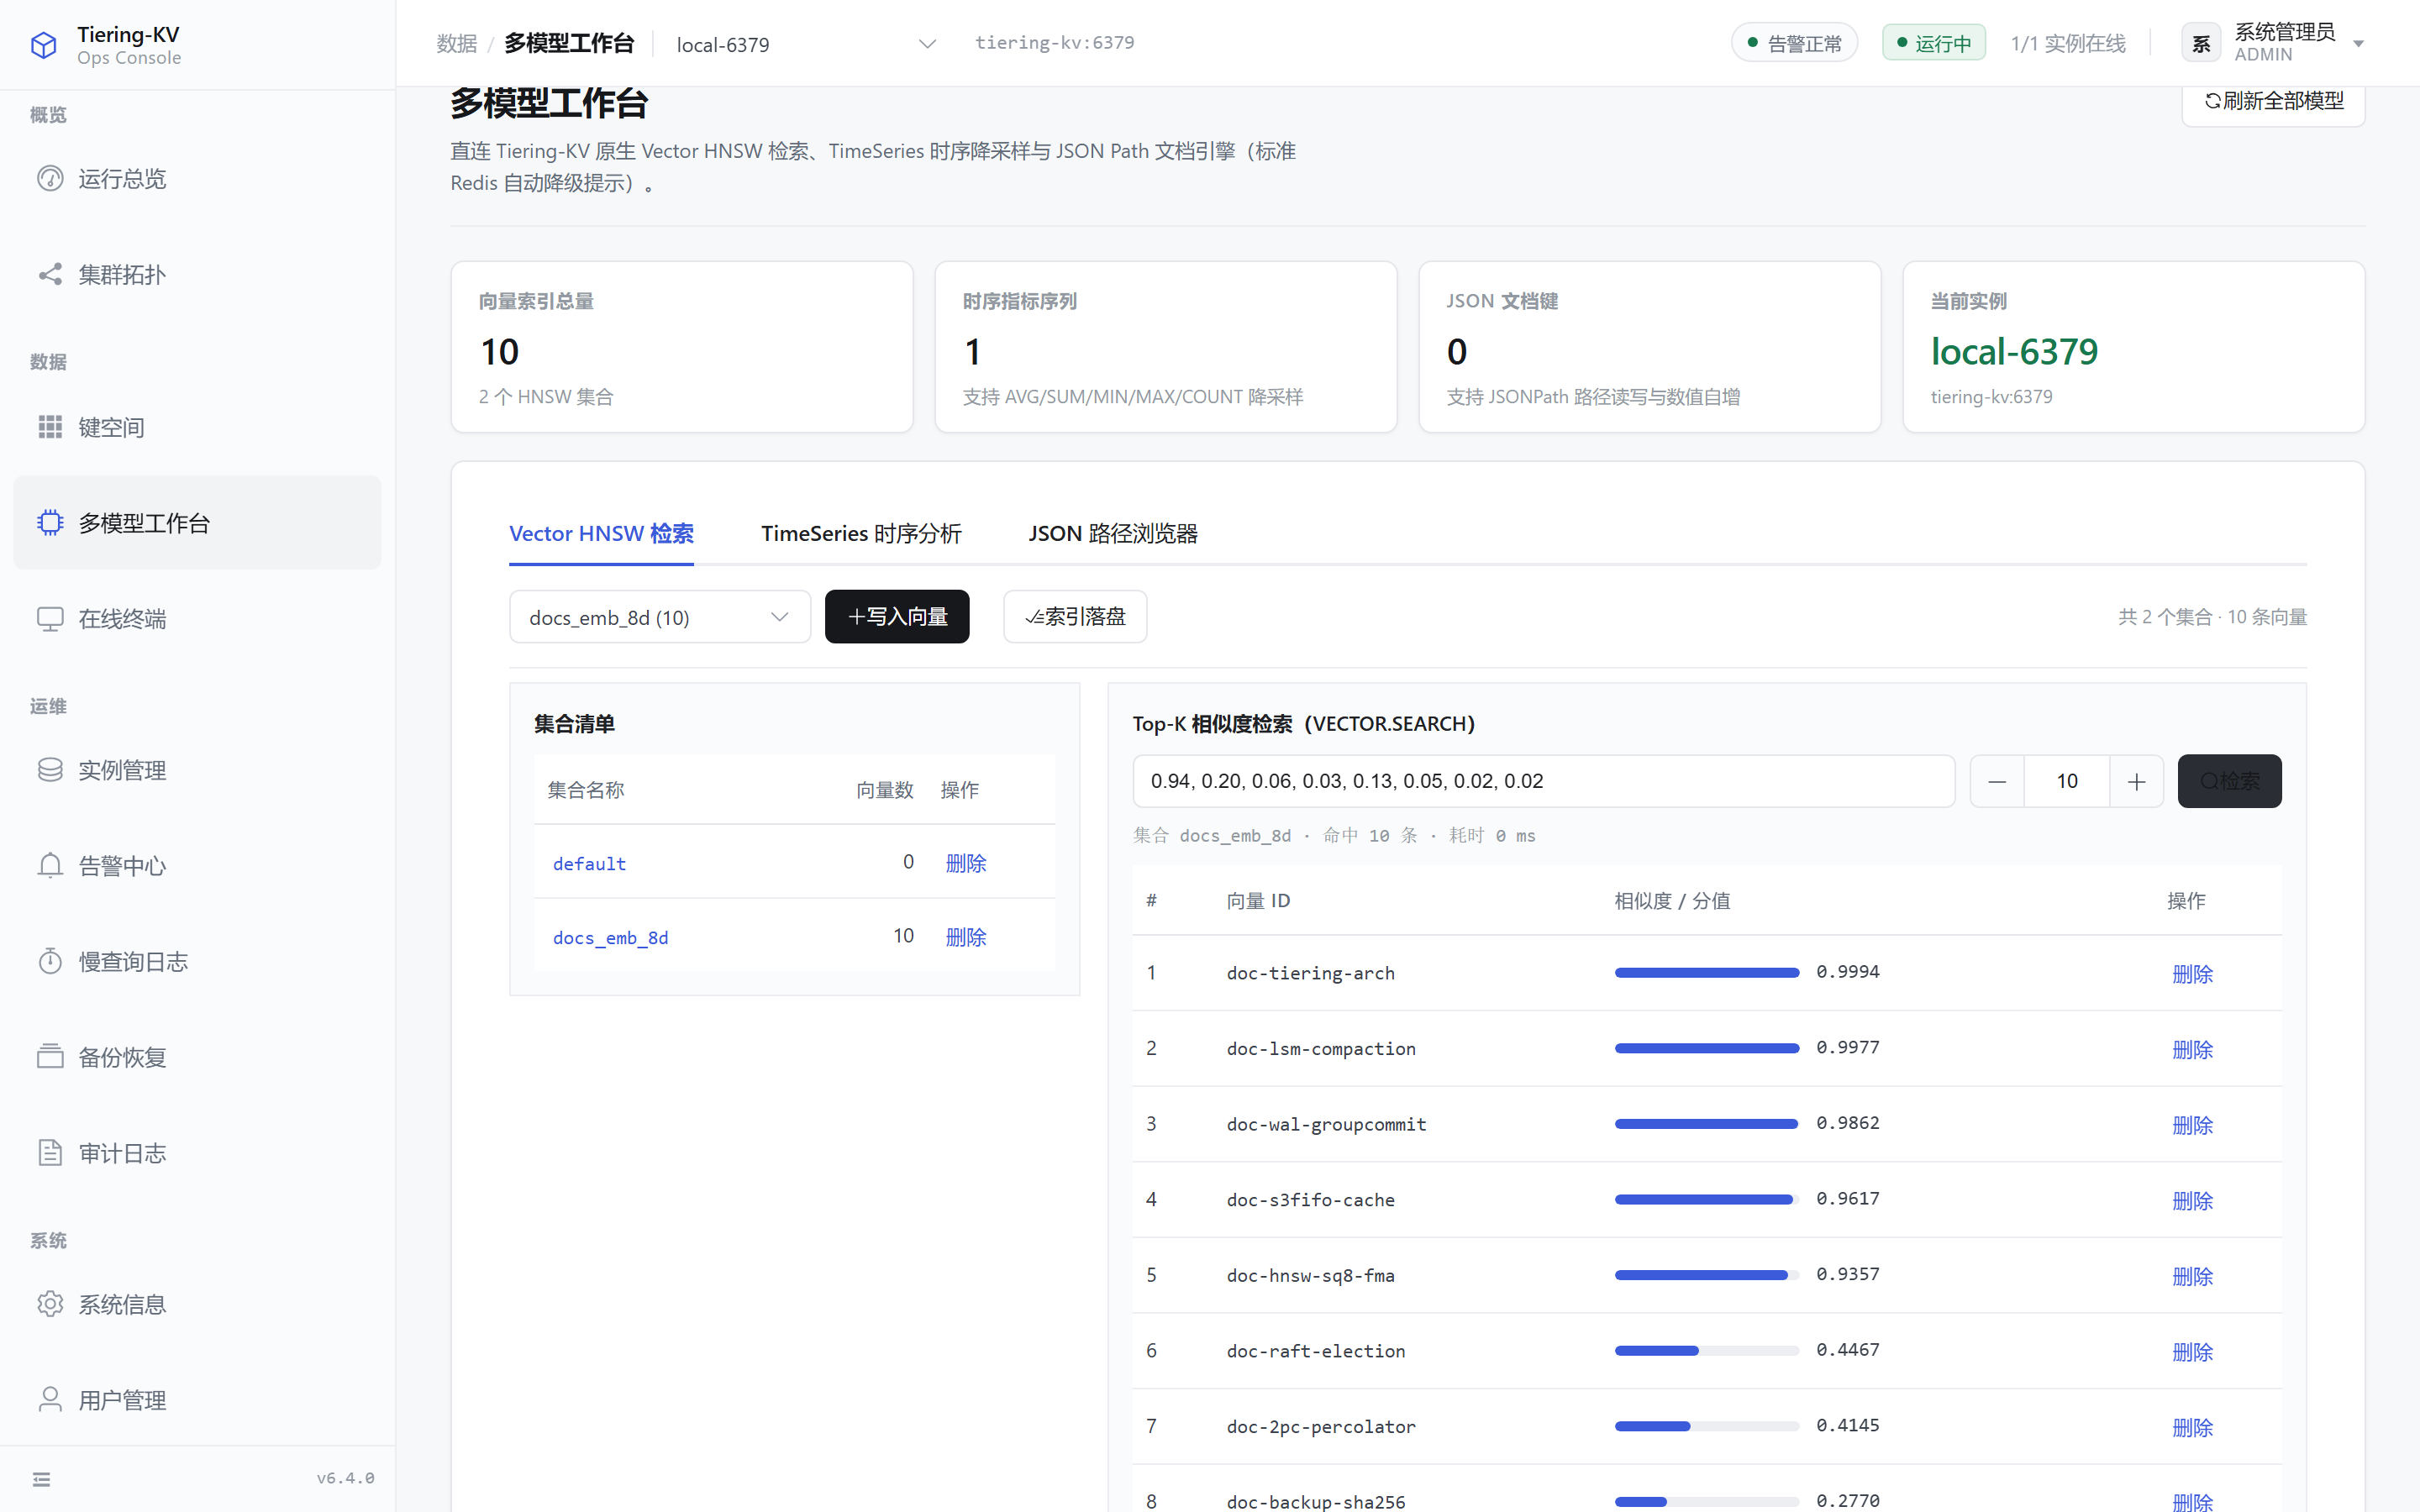 Tiering-KV
Ops Console
概览
运行总览
集群拓扑
数据
键空间
多模型工作台
在线终端
运维
实例管理
告警中心
慢查询日志
备份恢复
审计日志
系统
系统信息
用户管理
v6.4.0
数据 / 多模型工作台 local-6379 tiering-kv:6379
告警正常 运行中 1/1 实例在线 系 系统管理员
ADMIN
多模型工作台
刷新全部模型
直连 Tiering-KV 原生 Vector HNSW 检索、TimeSeries 时序降采样与 JSON Path 文档引擎（标准
Redis 自动降级提示）。
向量索引总量
10
2 个 HNSW 集合
时序指标序列
1
支持 AVG/SUM/MIN/MAX/COUNT 降采样
JSON 文档键
0
支持 JSONPath 路径读写与数值自增
当前实例
local-6379
tiering-kv:6379
Vector HNSW 检索 TimeSeries 时序分析 JSON 路径浏览器
docs_emb_8d (10) 写入向量 索引落盘 共 2 个集合 · 10 条向量
集合清单
集合名称 向量数 操作
default 0 删除
docs_emb_8d 10 删除
Top-K 相似度检索（VECTOR.SEARCH）
0.94, 0.20, 0.06, 0.03, 0.13, 0.05, 0.02, 0.02 10 检索
集合 docs_emb_8d · 命中 10 条 · 耗时 0 ms
# 向量 ID 相似度 / 分值 操作
1 doc-tiering-arch 0.9994 删除
2 doc-lsm-compaction 0.9977 删除
3 doc-wal-groupcommit 0.9862 删除
4 doc-s3fifo-cache 0.9617 删除
5 doc-hnsw-sq8-fma 0.9357 删除
6 doc-raft-election 0.4467 删除
7 doc-2pc-percolator 0.4145 删除
8 doc-backup-sha256 0.2770 删除